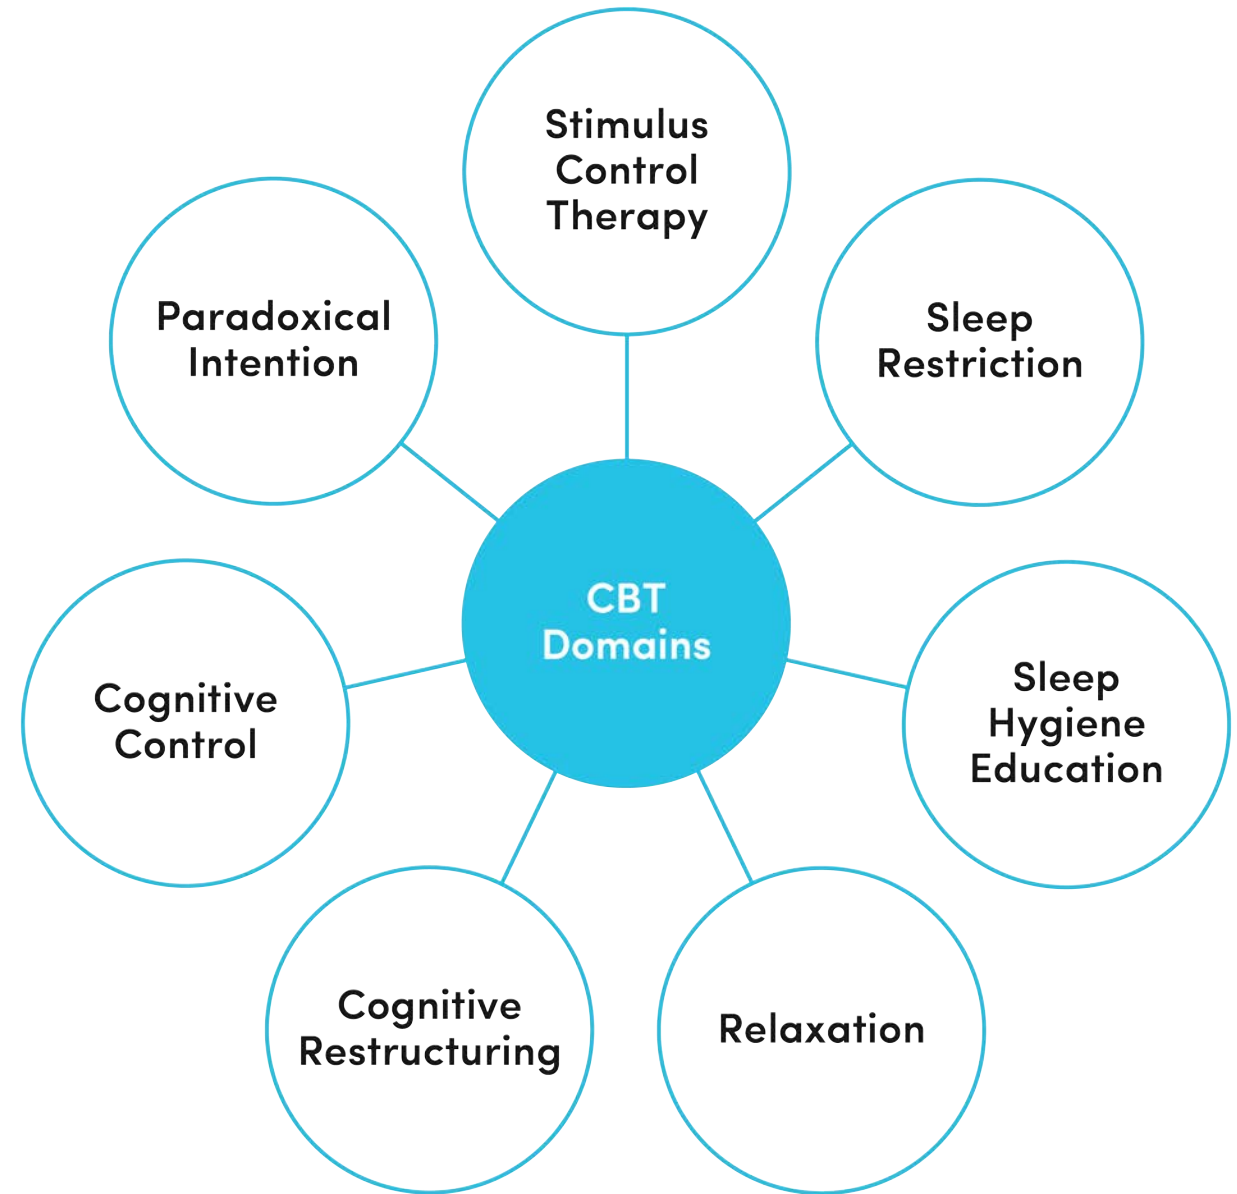 Stimulus
Control
Therapy
Paradoxical
Intention
Sleep
Restriction
CBT
Domains
Cognitive
Control
Sleep
Hygiene
Education
Cognitive
Restructuring
Relaxation